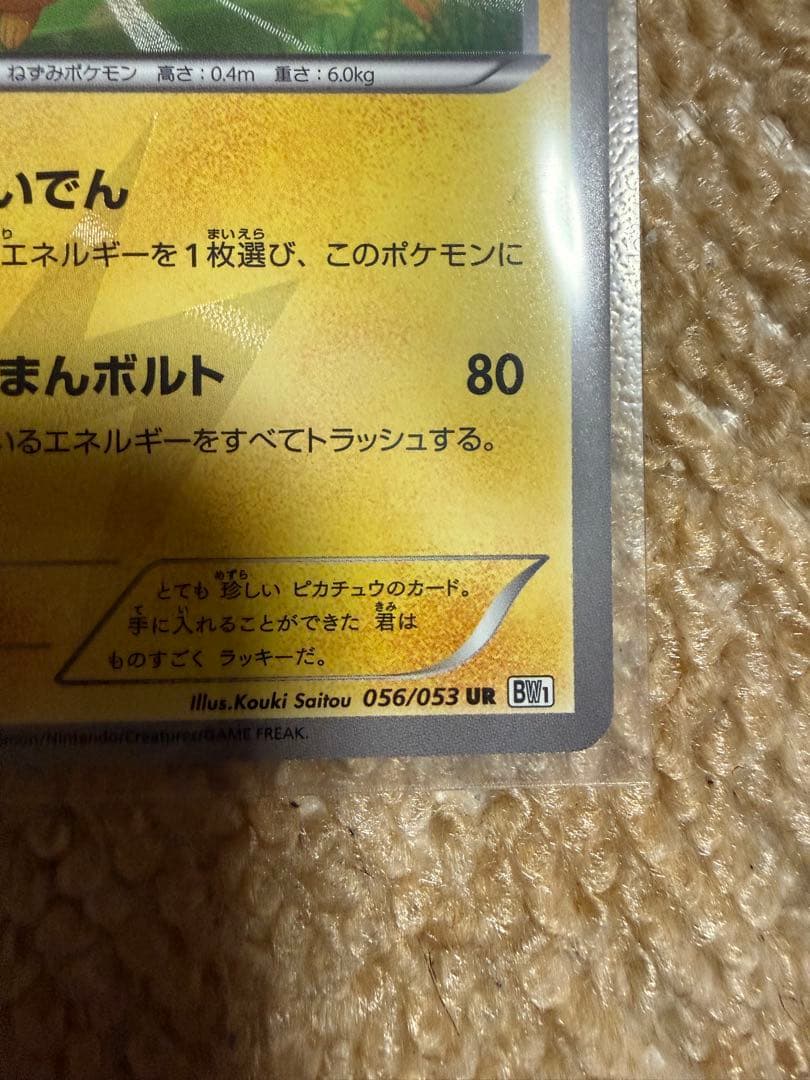 ねずみポケモン 高さ:0.4m 重さ:6.0kg
いでん
エネルギーを1枚選び、このポケモンに
まんボルト 80
いるエネルギーをすべてトラッシュする。
とても 珍しい ピカチュウのカード。
手に入れることができた 君は
ものすごく ラッキーだ。
Illus.Kouki Saitou 056/053 UR BW1
/Nintendo/Creatures/GAME FREAK.